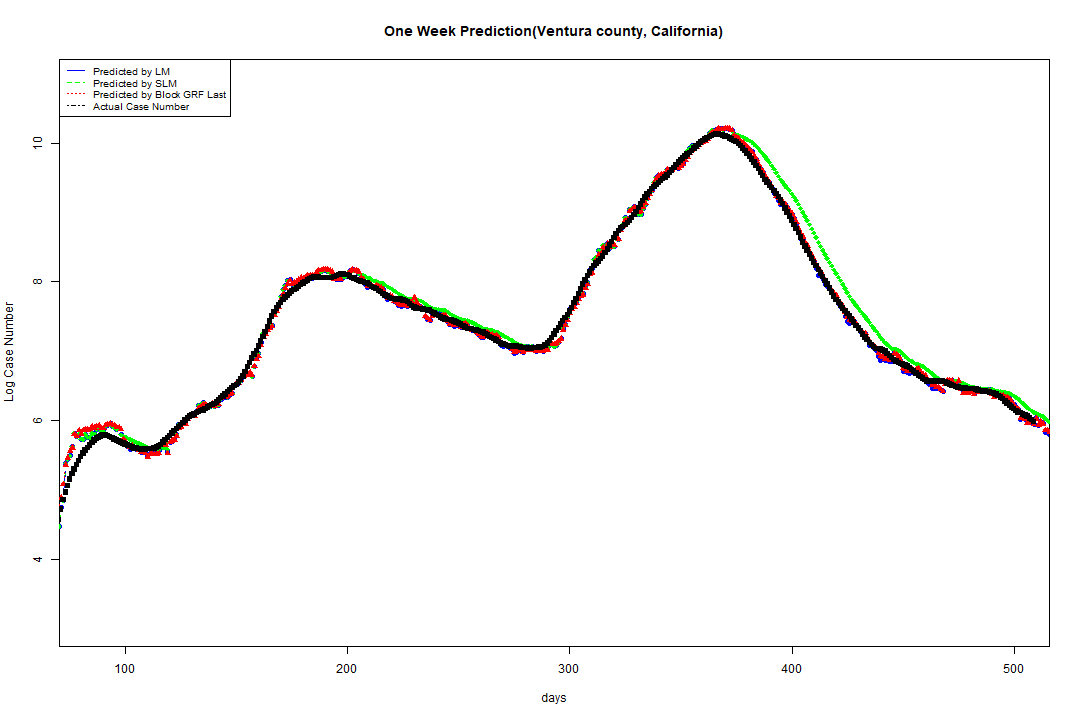 One Week Prediction(Ventura county, California)
Predicted by LM
Predicted by SLM
Predicted by Block GRF Last
Actual Case Number
10
8
6
4
Log Case Number
100 200 300 400 500
days